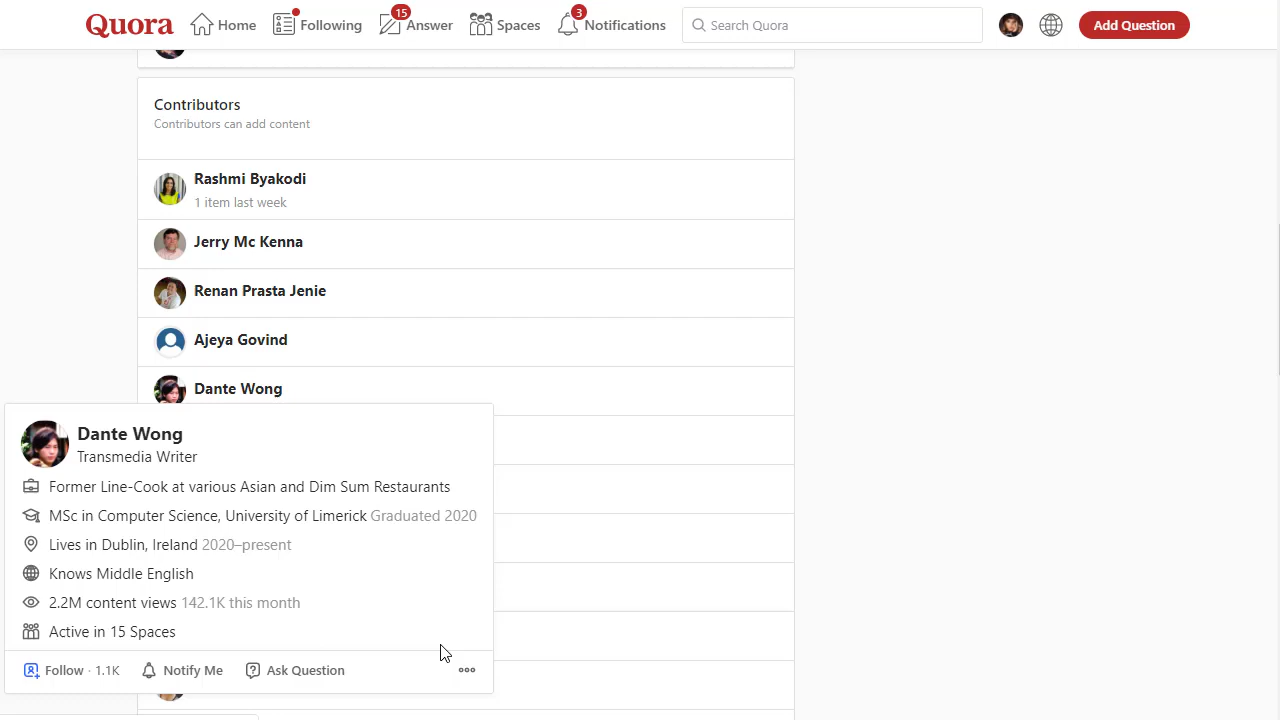 Quora
Home
Following
15
Answer
Spaces
3
Notifications
Search Quora
Add Question
Contributors
Contributors can add content
Rashmi Byakodi
1 item last week
Jerry Mc Kenna
Renan Prasta Jenie
Ajeya Govind
Dante Wong
Dante Wong
Transmedia Writer
Former Line-Cook at various Asian and Dim Sum Restaurants
MSc in Computer Science, University of Limerick Graduated 2020
Lives in Dublin, Ireland 2020–present
Knows Middle English
2.2M content views 142.1K this month
Active in 15 Spaces
Follow · 1.1K
Notify Me
Ask Question